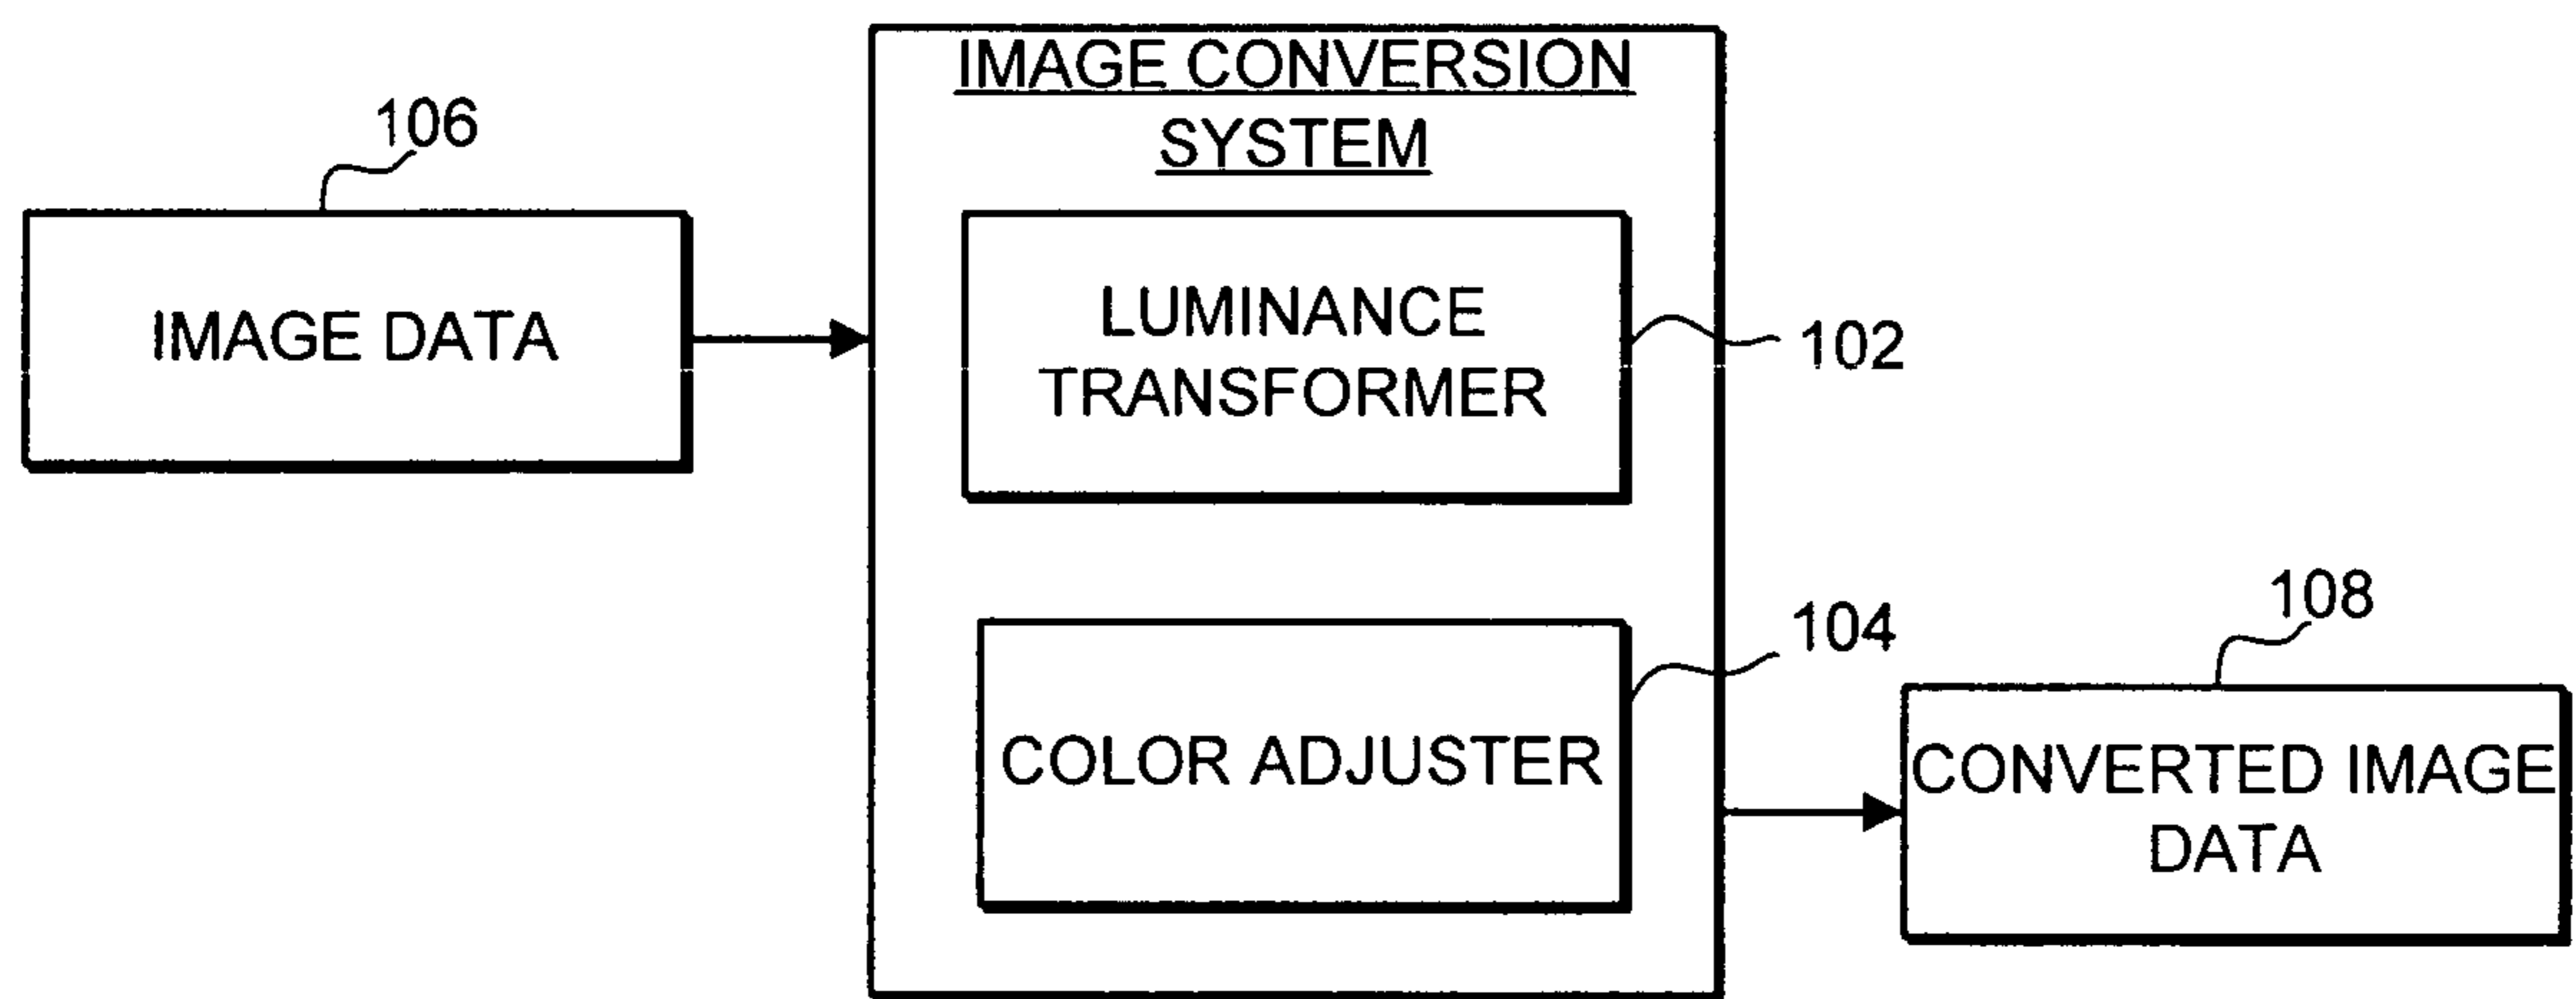 IMAGE CONVERSION
SYSTEM
106
IMAGE DATA
LUMINANCE
TRANSFORMER
102
104
COLOR ADJUSTER
108
CONVERTED IMAGE
DATA